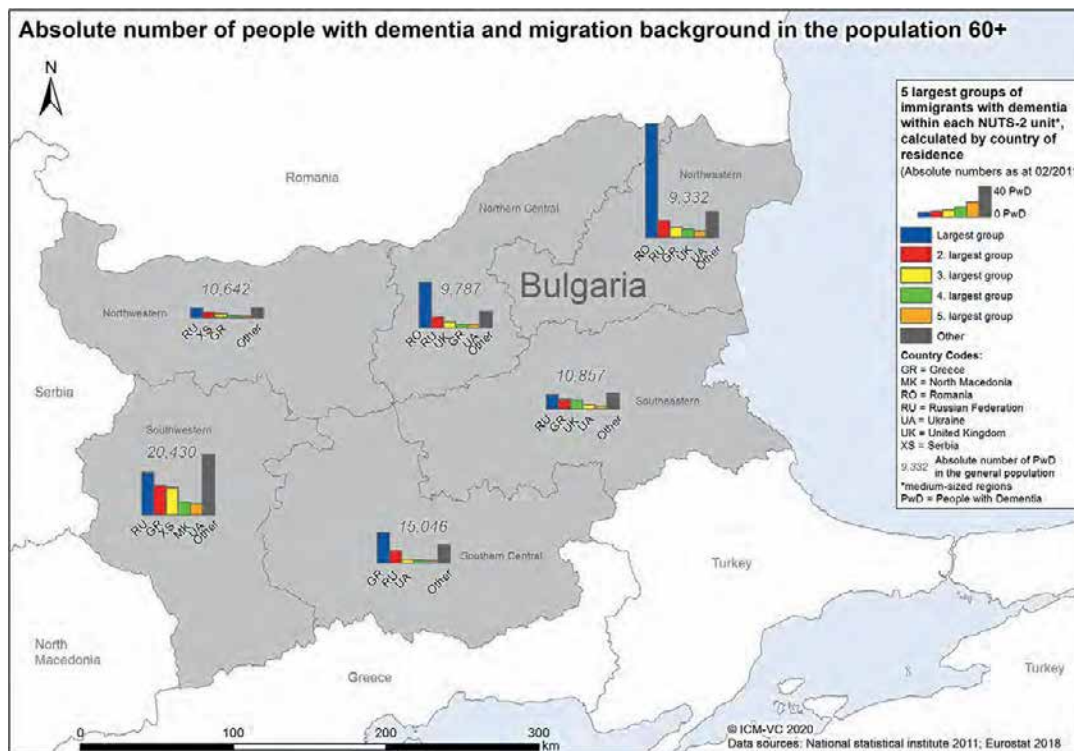 Absolute number of people with dementia and migration background in the population 60+
N
Romania
Northwestern
9,332
RO
RU
GR
UK
UA
Other
Northern Central
9,787
RO
RU
UK
GR
UA
Other
Bulgaria
Northwestern
10,642
RU
XS
GR
Other
Serbia
10,857
Southeastern
RU
GR
UK
UA
Other
Southwestern
20,430
RU
GR
XS
MK
UA
Other
15,046
Southern Central
GR
RU
UA
Other
Turkey
North
Macedonia
Greece
Turkey
5 largest groups of
immigrants with dementia
within each NUTS-2 unit*,
calculated by country of
residence
(Absolute numbers as at 02/201
40 PwD
0 PwD
Largest group
2. largest group
3. largest group
4. largest group
5. largest group
Other
Country Codes:
GR = Greece
MK = North Macedonia
RO = Romania
RU = Russian Federation
UA = Ukraine
UK = United Kingdom
XS = Serbia
9,332 Absolute number of PwD
in the general population
*medium-sized regions
PwD = People with Dementia
0 100 200 300
km
© ICM-VC 2020
Data sources: National statistical institute 2011; Eurostat 2018